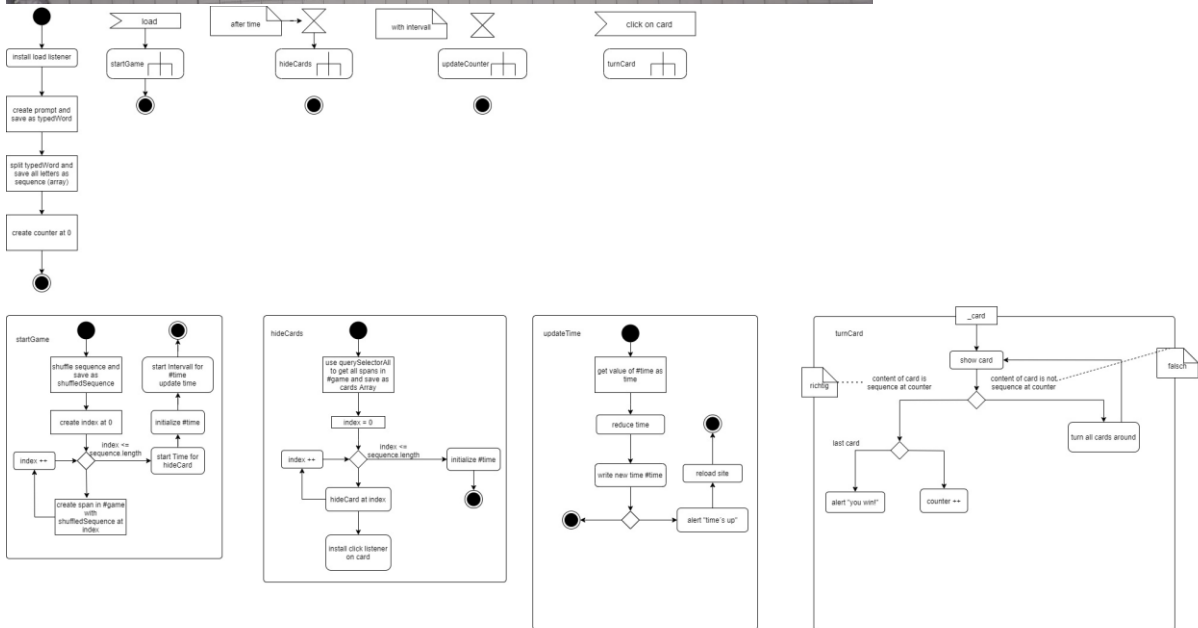 install load listener
create prompt and
save as typedWord
split typedWord and
save all letters as
sequence (array)
create counter at 0
load
startGame
after time
hideCards
with intervall
updateCounter
click on card
turnCard
startGame
shuffle sequence and
save as
shuffledSequence
create index at 0
index <=
sequence.length
index ++
create span in #game
with
shuffledSequence at
index
start Time for
hideCard
initialize #time
start Intervall for
#time
update time
hideCards
use querySelectorAll
to get all spans in
#game and save as
cards Array
index = 0
index <=
sequence.length
index ++
initialize #time
hideCard at index
install click listener
on card
updateTime
get value of #time as
time
reduce time
write new time #time
alert "time´s up"
reload site
turnCard
_card
show card
richtig
content of card is
sequence at counter
content of card is not
sequence at counter
falsch
turn all cards around
last card
alert "you win!"
counter ++